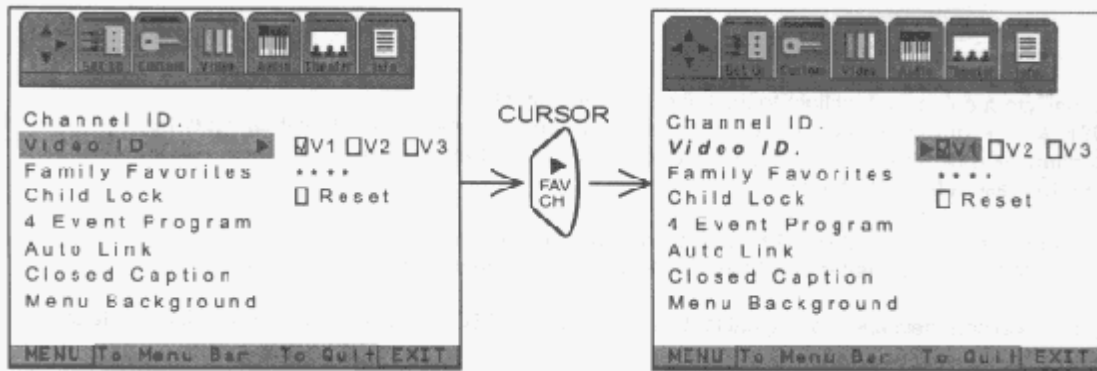 Set Up Custom Video Audio Theater Info
Channel ID.
Video ID. V1 V2 V3
Family Favorites ****
Child Lock Reset
4 Event Program
Auto Link
Closed Caption
Menu Background
MENU To Menu Bar To Quit EXIT
CURSOR
FAV
CH
Set Up Custom Video Audio Theater Info
Channel ID.
Video ID. V1 V2 V3
Family Favorites ****
Child Lock Reset
4 Event Program
Auto Link
Closed Caption
Menu Background
MENU To Menu Bar To Quit EXIT